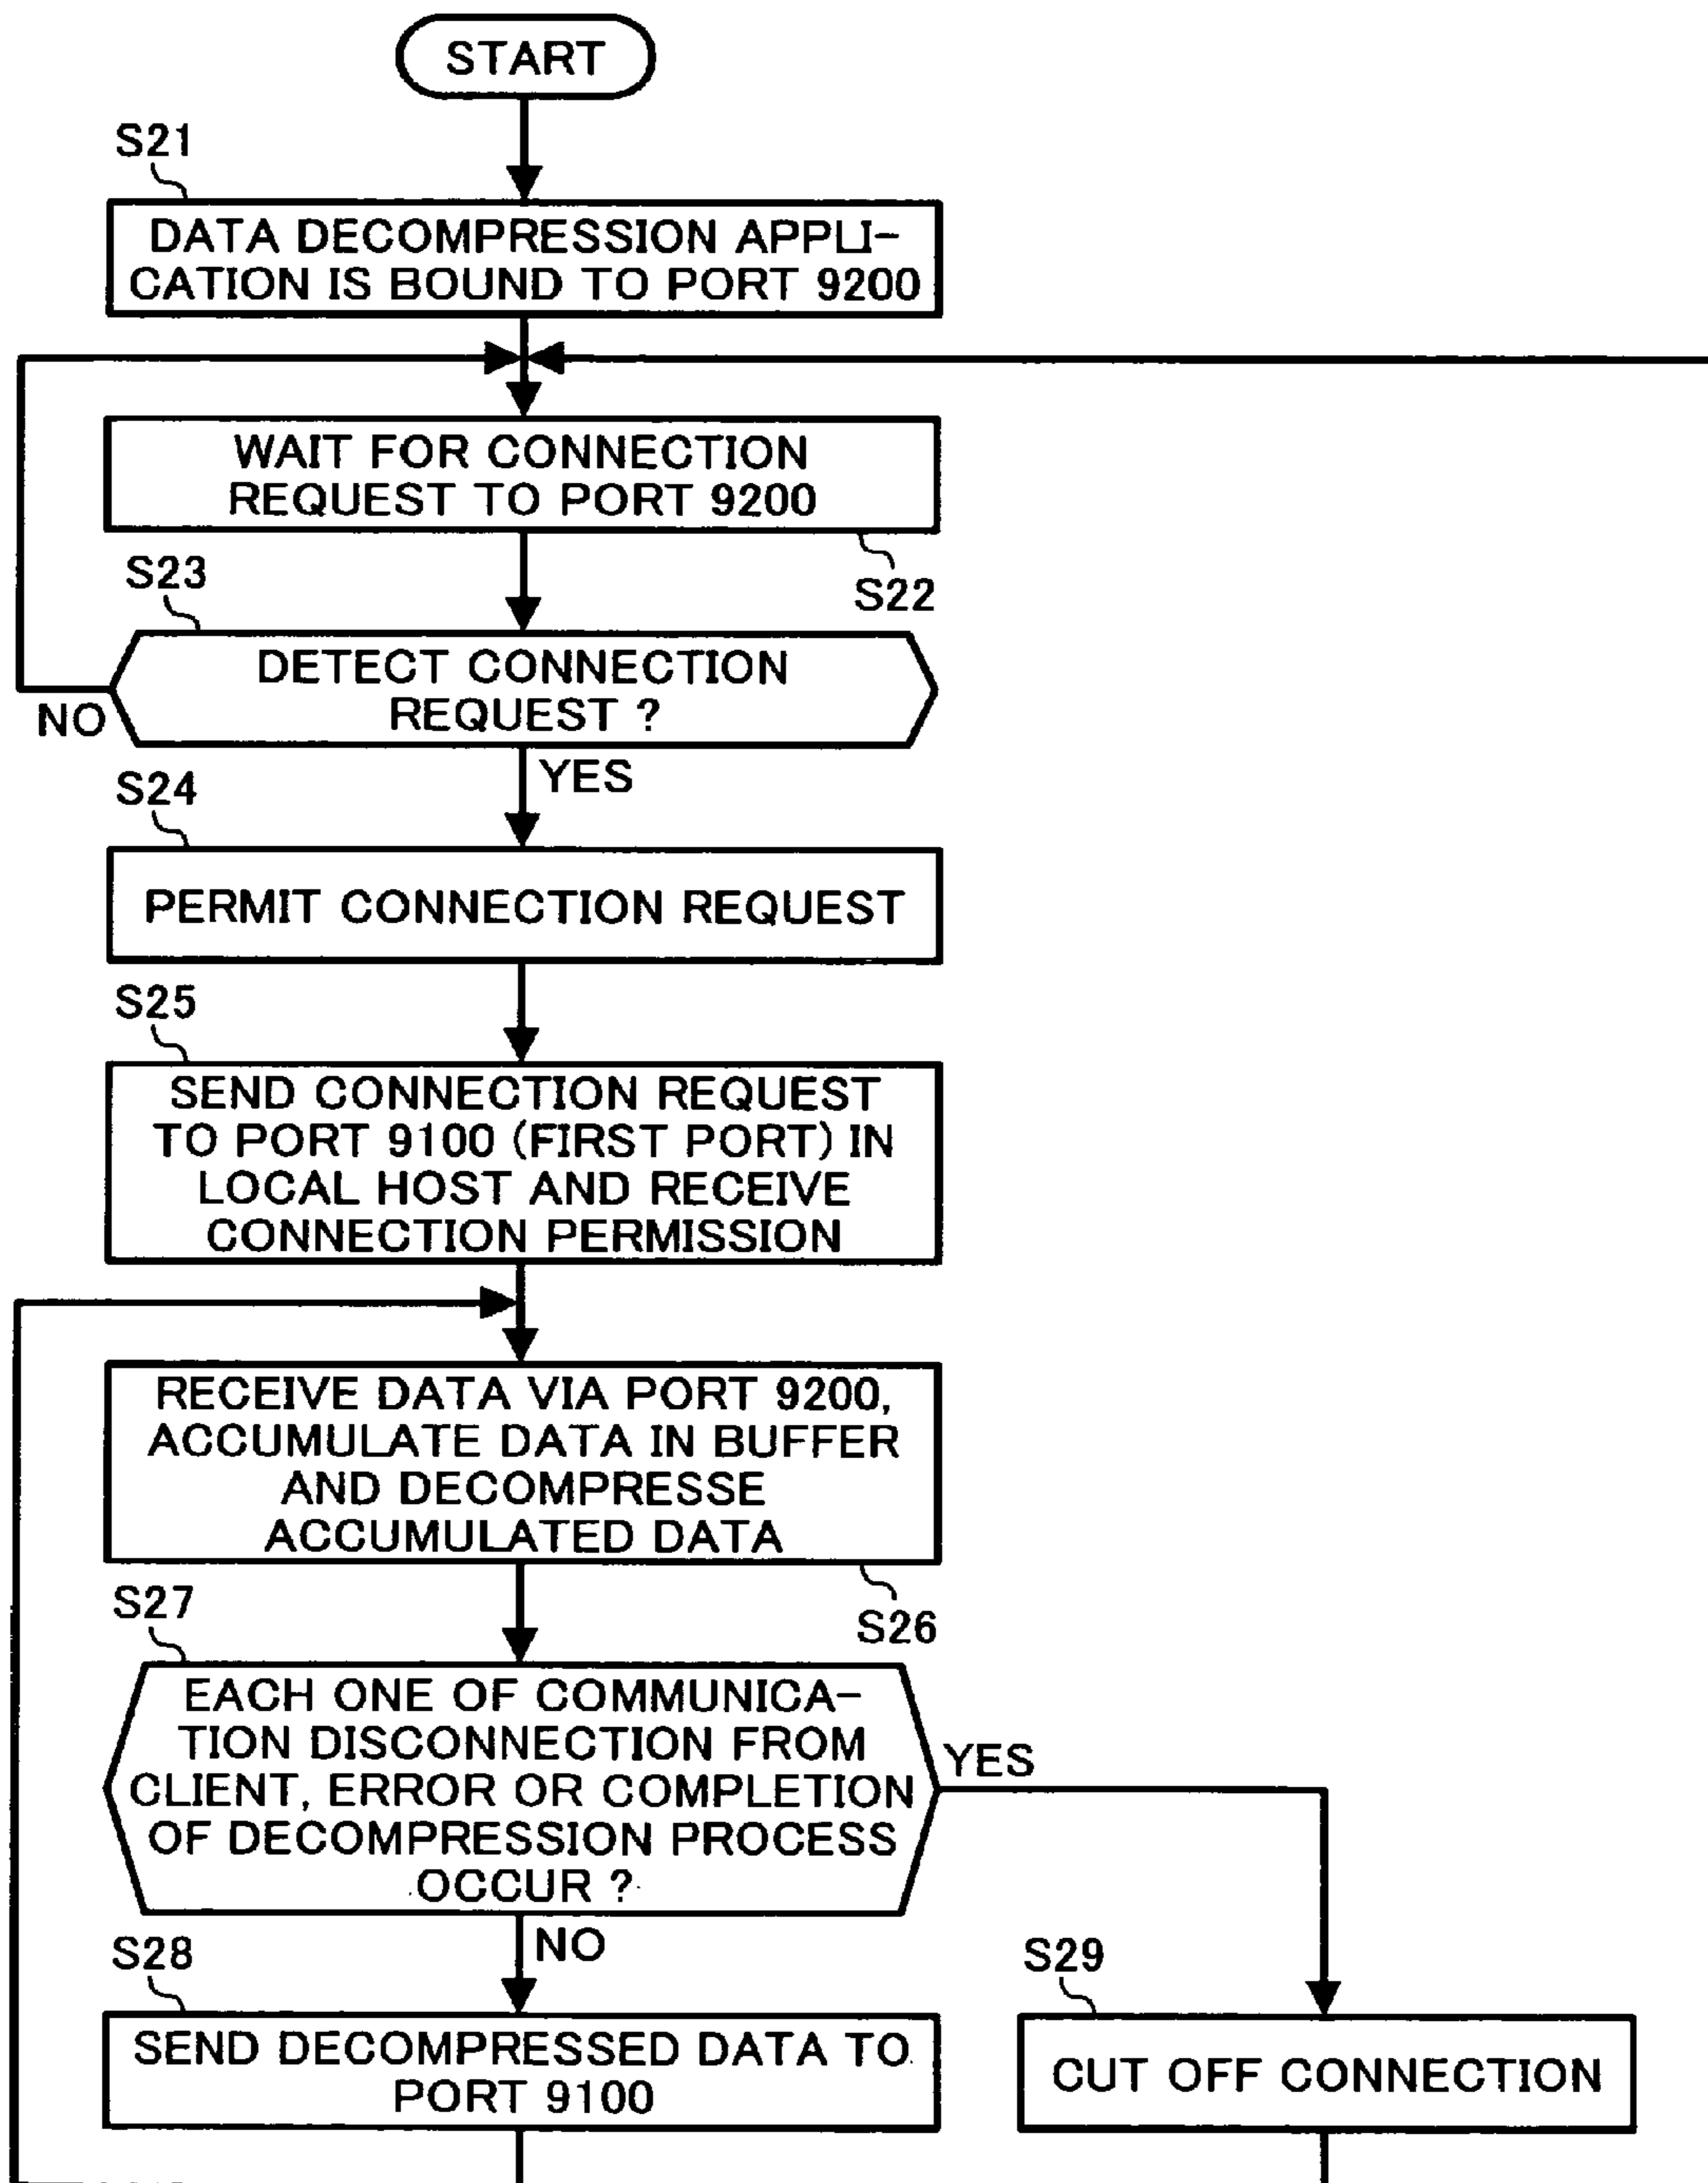 START
S21
DATA DECOMPRESSION APPLI-
CATION IS BOUND TO PORT 9200
WAIT FOR CONNECTION
REQUEST TO PORT 9200
S22
S23
DETECT CONNECTION
REQUEST ?
NO
YES
S24
PERMIT CONNECTION REQUEST
S25
SEND CONNECTION REQUEST
TO PORT 9100 (FIRST PORT) IN
LOCAL HOST AND RECEIVE
CONNECTION PERMISSION
RECEIVE DATA VIA PORT 9200,
ACCUMULATE DATA IN BUFFER
AND DECOMPRESSE
ACCUMULATED DATA
S26
S27
EACH ONE OF COMMUNICA-
TION DISCONNECTION FROM
CLIENT, ERROR OR COMPLETION
OF DECOMPRESSION PROCESS
OCCUR ?
YES
NO
S28
SEND DECOMPRESSED DATA TO
PORT 9100
S29
CUT OFF CONNECTION